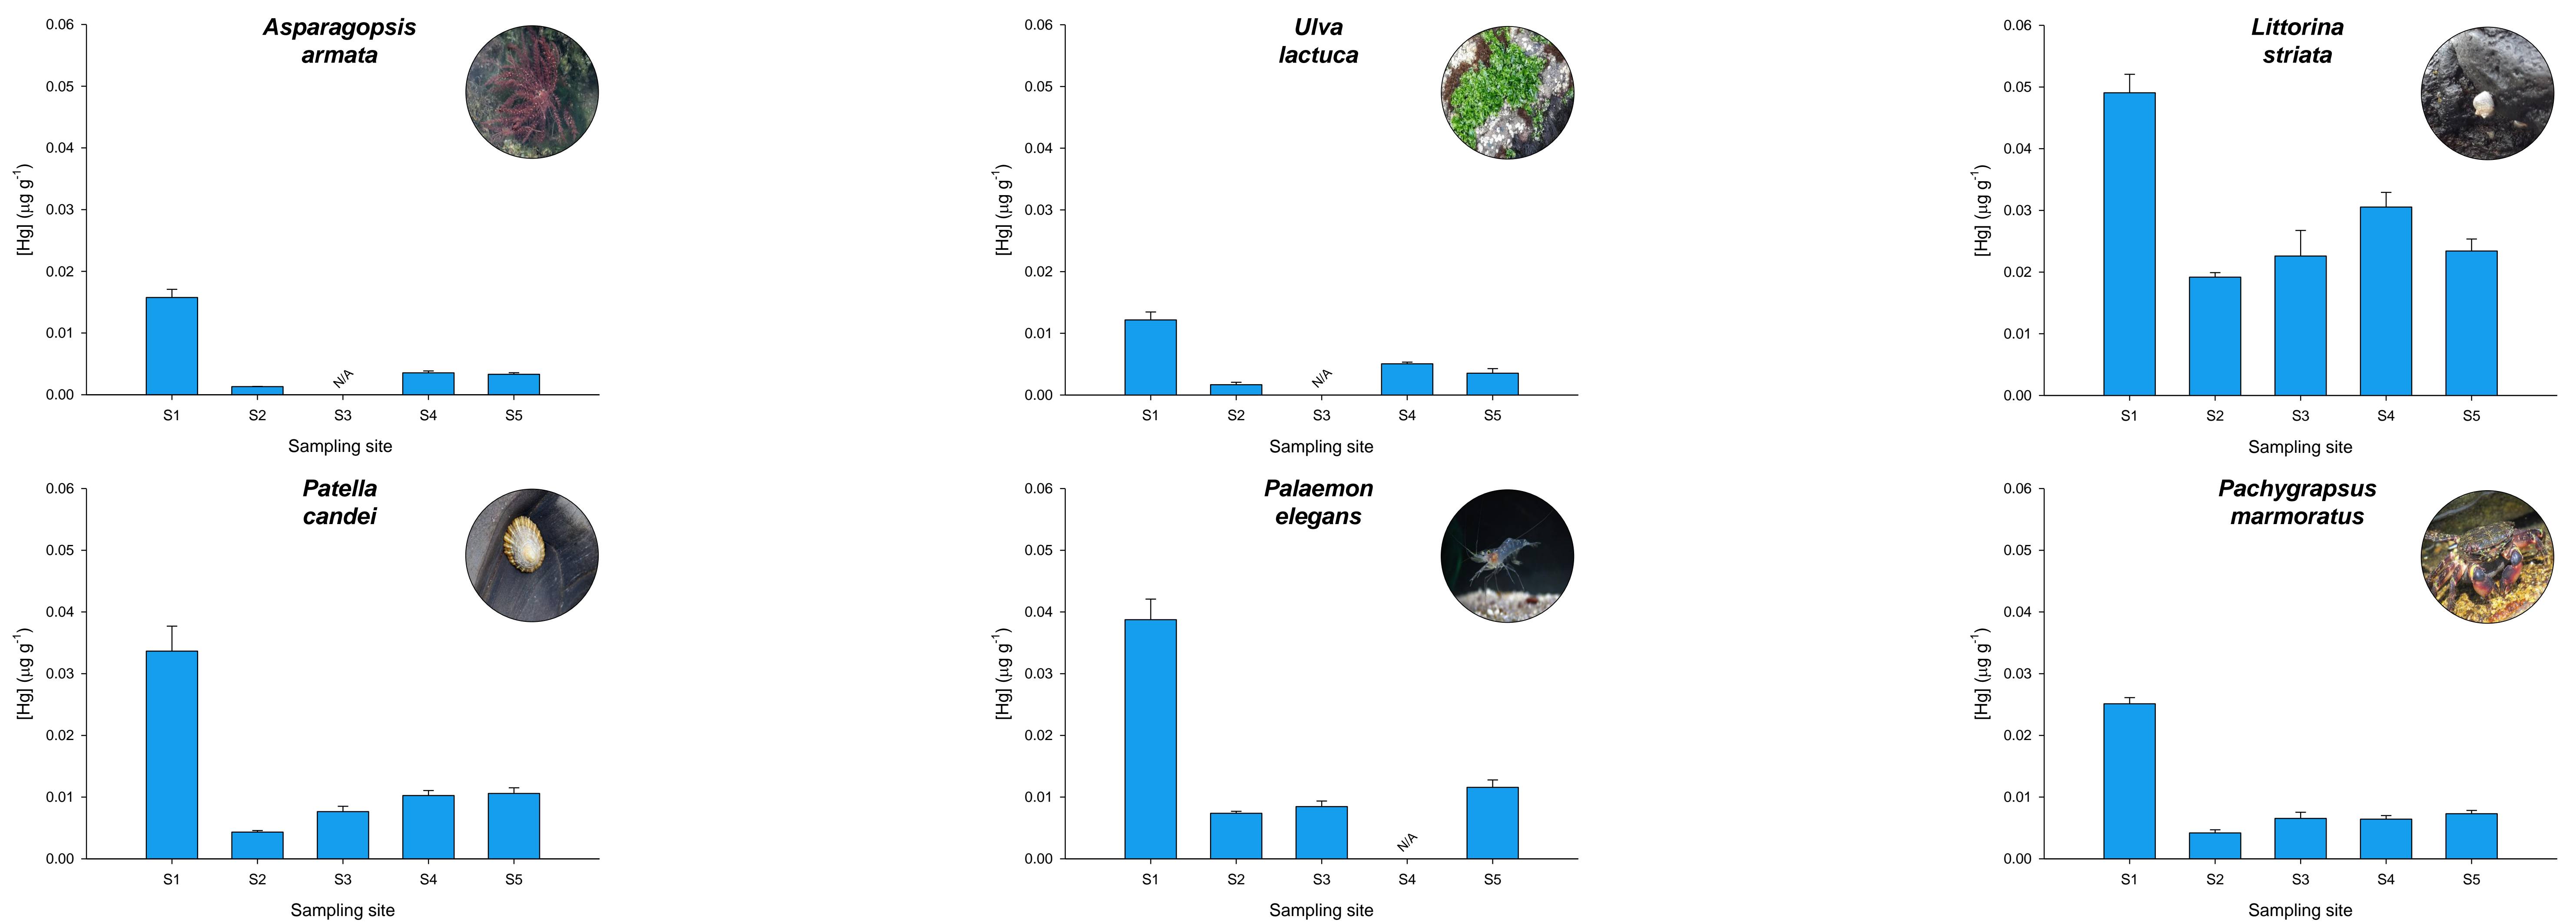 Asparagopsis
armata
[Hg] (µg g⁻¹)
0.06
0.05
0.04
0.03
0.02
0.01
0.00
N/A
S1 S2 S3 S4 S5
Sampling site
Ulva
lactuca
[Hg] (µg g⁻¹)
0.06
0.05
0.04
0.03
0.02
0.01
0.00
N/A
S1 S2 S3 S4 S5
Sampling site
Littorina
striata
[Hg] (µg g⁻¹)
0.06
0.05
0.04
0.03
0.02
0.01
0.00
S1 S2 S3 S4 S5
Sampling site
Patella
candei
[Hg] (µg g⁻¹)
0.06
0.05
0.04
0.03
0.02
0.01
0.00
S1 S2 S3 S4 S5
Sampling site
Palaemon
elegans
[Hg] (µg g⁻¹)
0.06
0.05
0.04
0.03
0.02
0.01
0.00
N/A
S1 S2 S3 S4 S5
Sampling site
Pachygrapsus
marmoratus
[Hg] (µg g⁻¹)
0.06
0.05
0.04
0.03
0.02
0.01
0.00
S1 S2 S3 S4 S5
Sampling site